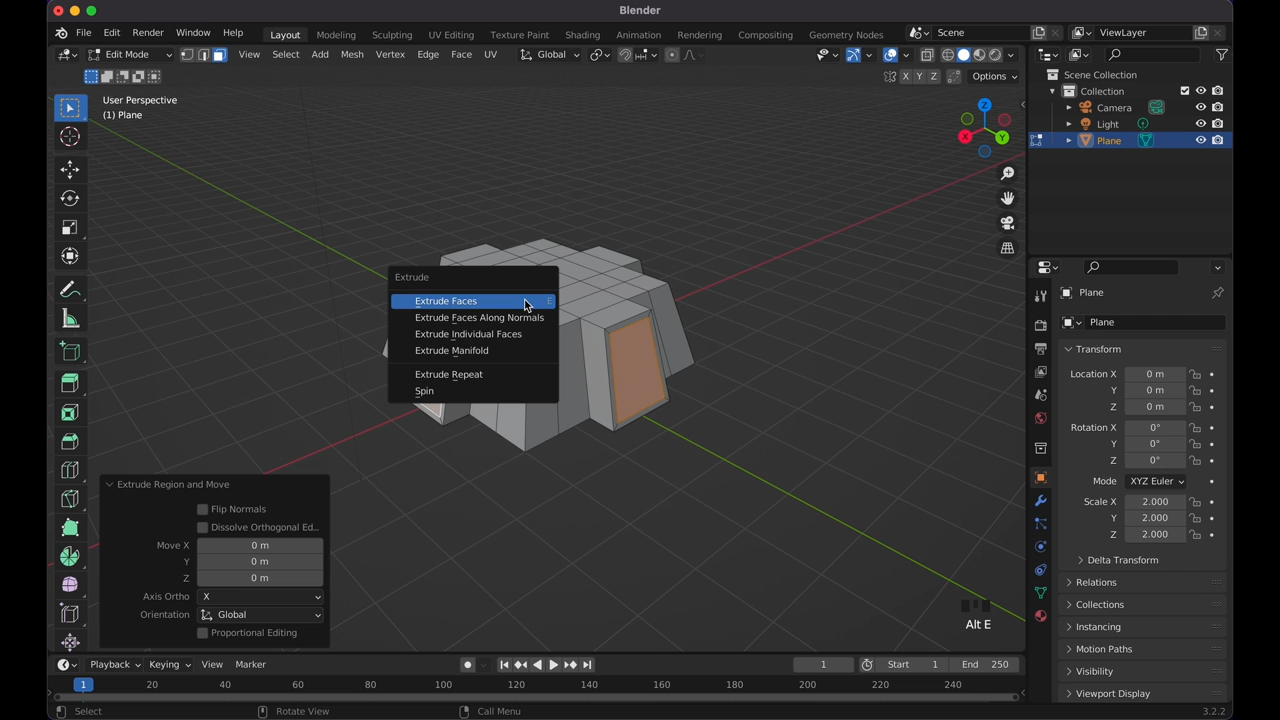 Blender
File Edit Render Window Help
Layout Modeling Sculpting UV Editing Texture Paint Shading Animation Rendering Compositing Geometry Nodes
Scene
ViewLayer
Edit Mode
View Select Add Mesh Vertex Edge Face UV
Global
X Y Z
Options
User Perspective
(1) Plane
Z
X
Y
Scene Collection
Collection
Camera
Light
Plane
Extrude
Extrude Faces E
Extrude Faces Along Normals
Extrude Individual Faces
Extrude Manifold
Extrude Repeat
Spin
Extrude Region and Move
Flip Normals
Dissolve Orthogonal Ed...
Move X 0 m
Y 0 m
Z 0 m
Axis Ortho X
Orientation Global
Proportional Editing
Alt E
Plane
Plane
Transform
Location X 0 m
Y 0 m
Z 0 m
Rotation X 0°
Y 0°
Z 0°
Mode XYZ Euler
Scale X 2.000
Y 2.000
Z 2.000
Delta Transform
Relations
Collections
Instancing
Motion Paths
Visibility
Viewport Display
Playback Keying View Marker
1
Start 1
End 250
1 20 40 60 80 100 120 140 160 180 200 220 240
Select
Rotate View
Call Menu
3.2.2